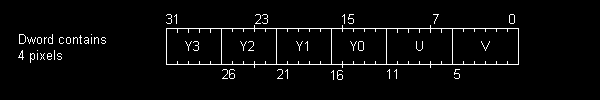 31 23 15 7 0
Dword contains
4 pixels
Y3 Y2 Y1 Y0 U V
26 21 16 11 5